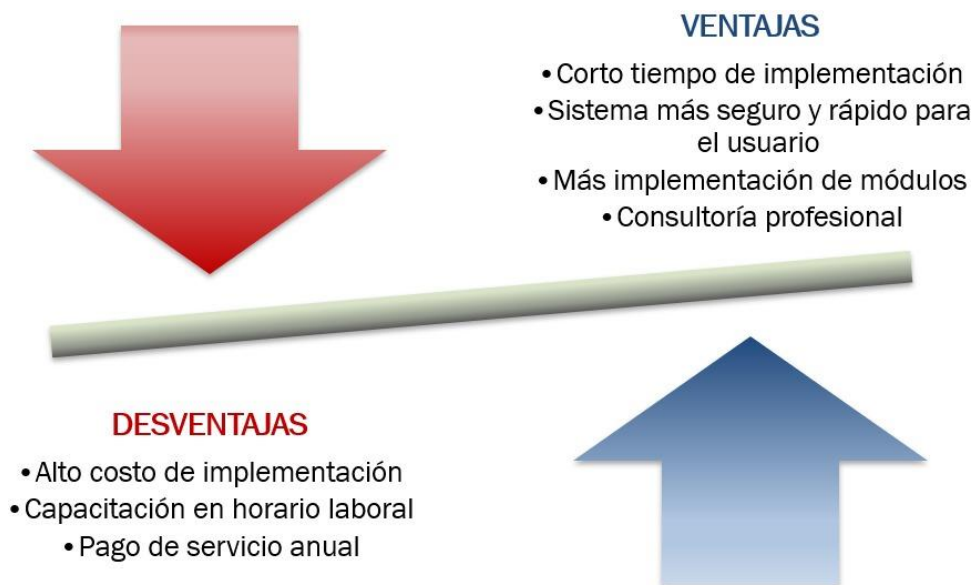 VENTAJAS
•Corto tiempo de implementación
•Sistema más seguro y rápido para
el usuario
•Más implementación de módulos
•Consultoría profesional
DESVENTAJAS
•Alto costo de implementación
•Capacitación en horario laboral
•Pago de servicio anual